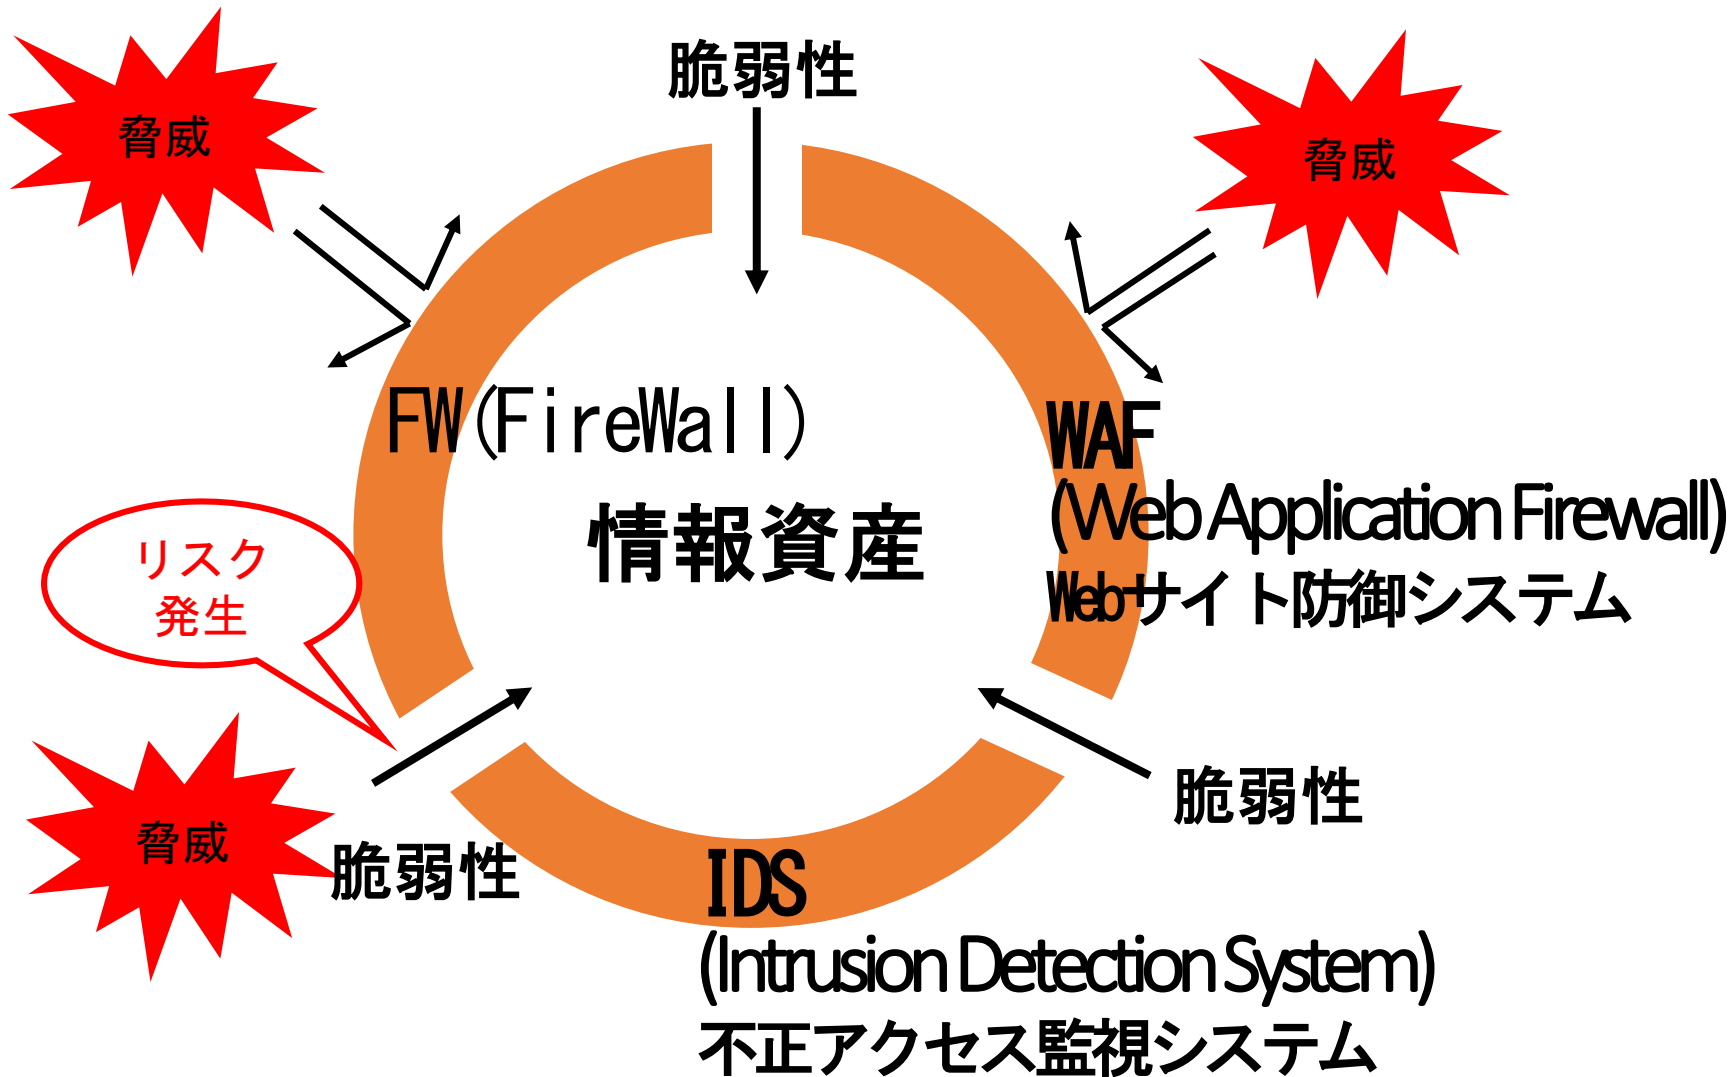 脆弱性
脅威
脅威
FW(FireWall)
WAF
(Web Application Firewall)
Webサイト防御システム
情報資産
リスク
発生
脆弱性
脅威
脆弱性
IDS
(Intrusion Detection System)
不正アクセス監視システム